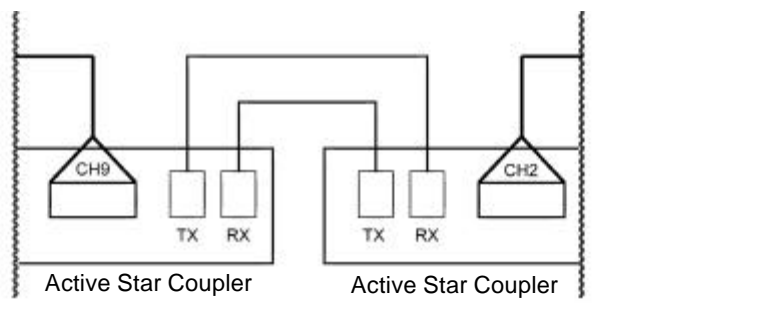 CH9
CH2
TX RX
TX RX
Active Star Coupler
Active Star Coupler